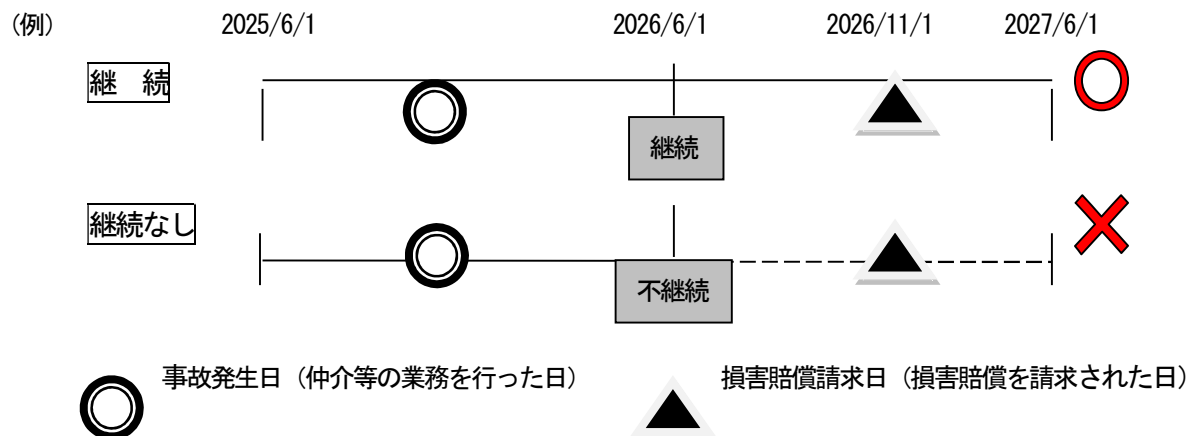 (例) 2025/6/1 2026/6/1 2026/11/1 2027/6/1
継　続
継続
継続なし
不継続
事故発生日（仲介等の業務を行った日） 損害賠償請求日（損害賠償を請求された日）